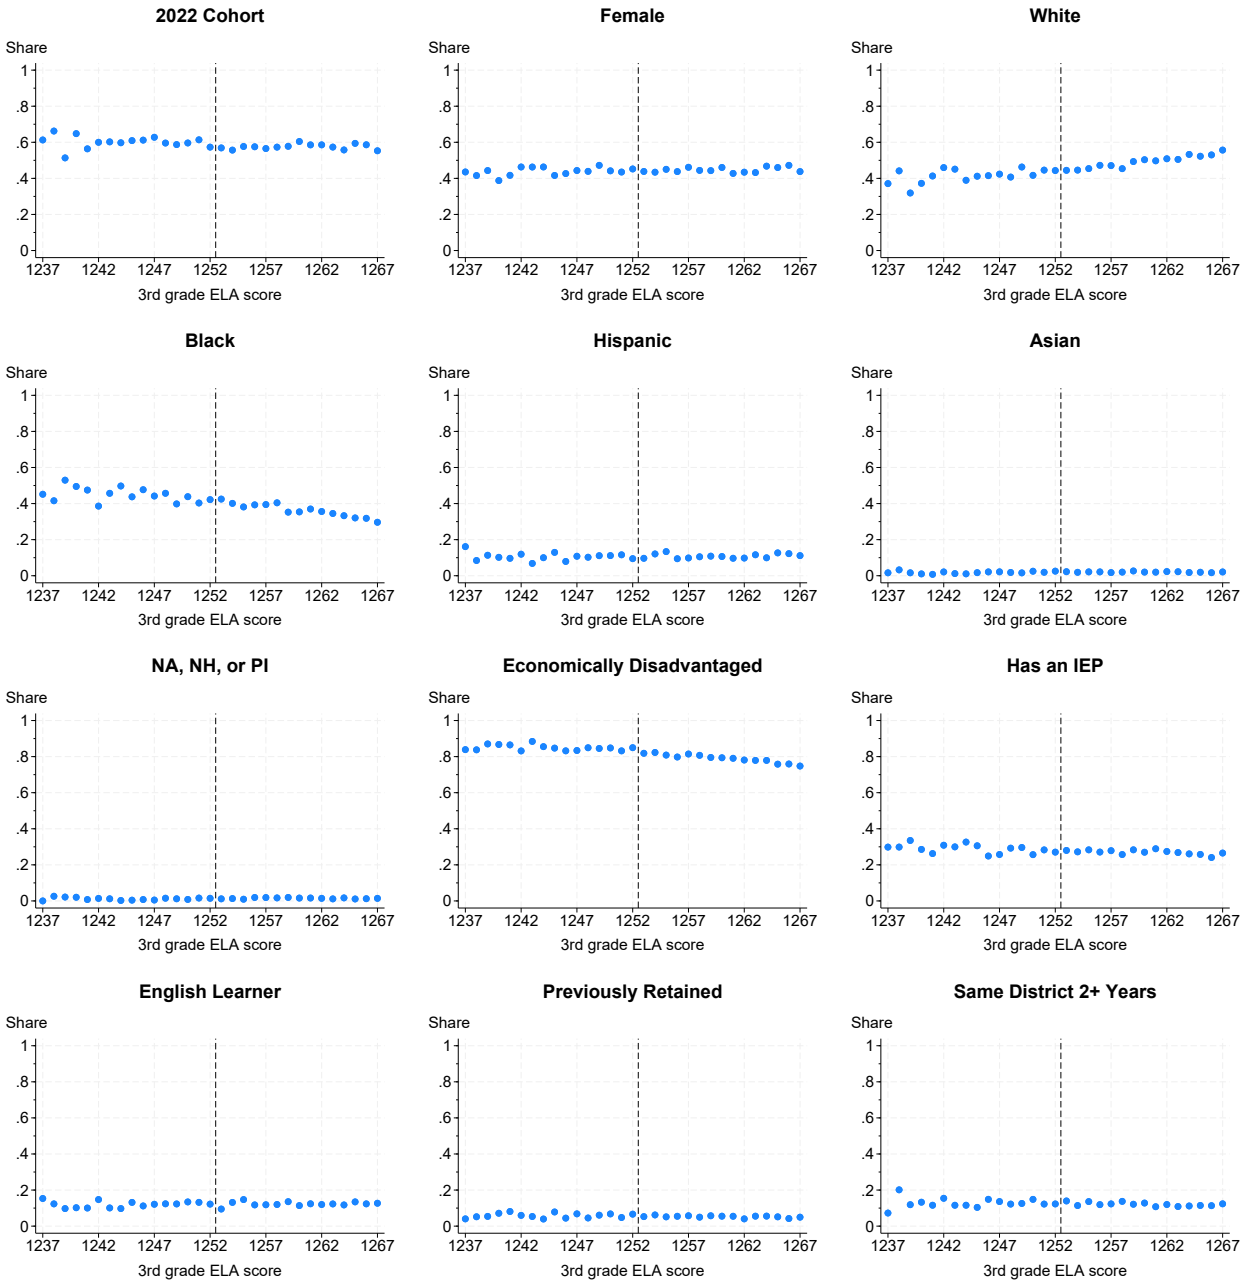 2022 Cohort
Share
1
.8
.6
.4
.2
0
1237 1242 1247 1252 1257 1262 1267
3rd grade ELA score
Female
Share
1
.8
.6
.4
.2
0
1237 1242 1247 1252 1257 1262 1267
3rd grade ELA score
White
Share
1
.8
.6
.4
.2
0
1237 1242 1247 1252 1257 1262 1267
3rd grade ELA score
Black
Share
1
.8
.6
.4
.2
0
1237 1242 1247 1252 1257 1262 1267
3rd grade ELA score
Hispanic
Share
1
.8
.6
.4
.2
0
1237 1242 1247 1252 1257 1262 1267
3rd grade ELA score
Asian
Share
1
.8
.6
.4
.2
0
1237 1242 1247 1252 1257 1262 1267
3rd grade ELA score
NA, NH, or PI
Share
1
.8
.6
.4
.2
0
1237 1242 1247 1252 1257 1262 1267
3rd grade ELA score
Economically Disadvantaged
Share
1
.8
.6
.4
.2
0
1237 1242 1247 1252 1257 1262 1267
3rd grade ELA score
Has an IEP
Share
1
.8
.6
.4
.2
0
1237 1242 1247 1252 1257 1262 1267
3rd grade ELA score
English Learner
Share
1
.8
.6
.4
.2
0
1237 1242 1247 1252 1257 1262 1267
3rd grade ELA score
Previously Retained
Share
1
.8
.6
.4
.2
0
1237 1242 1247 1252 1257 1262 1267
3rd grade ELA score
Same District 2+ Years
Share
1
.8
.6
.4
.2
0
1237 1242 1247 1252 1257 1262 1267
3rd grade ELA score